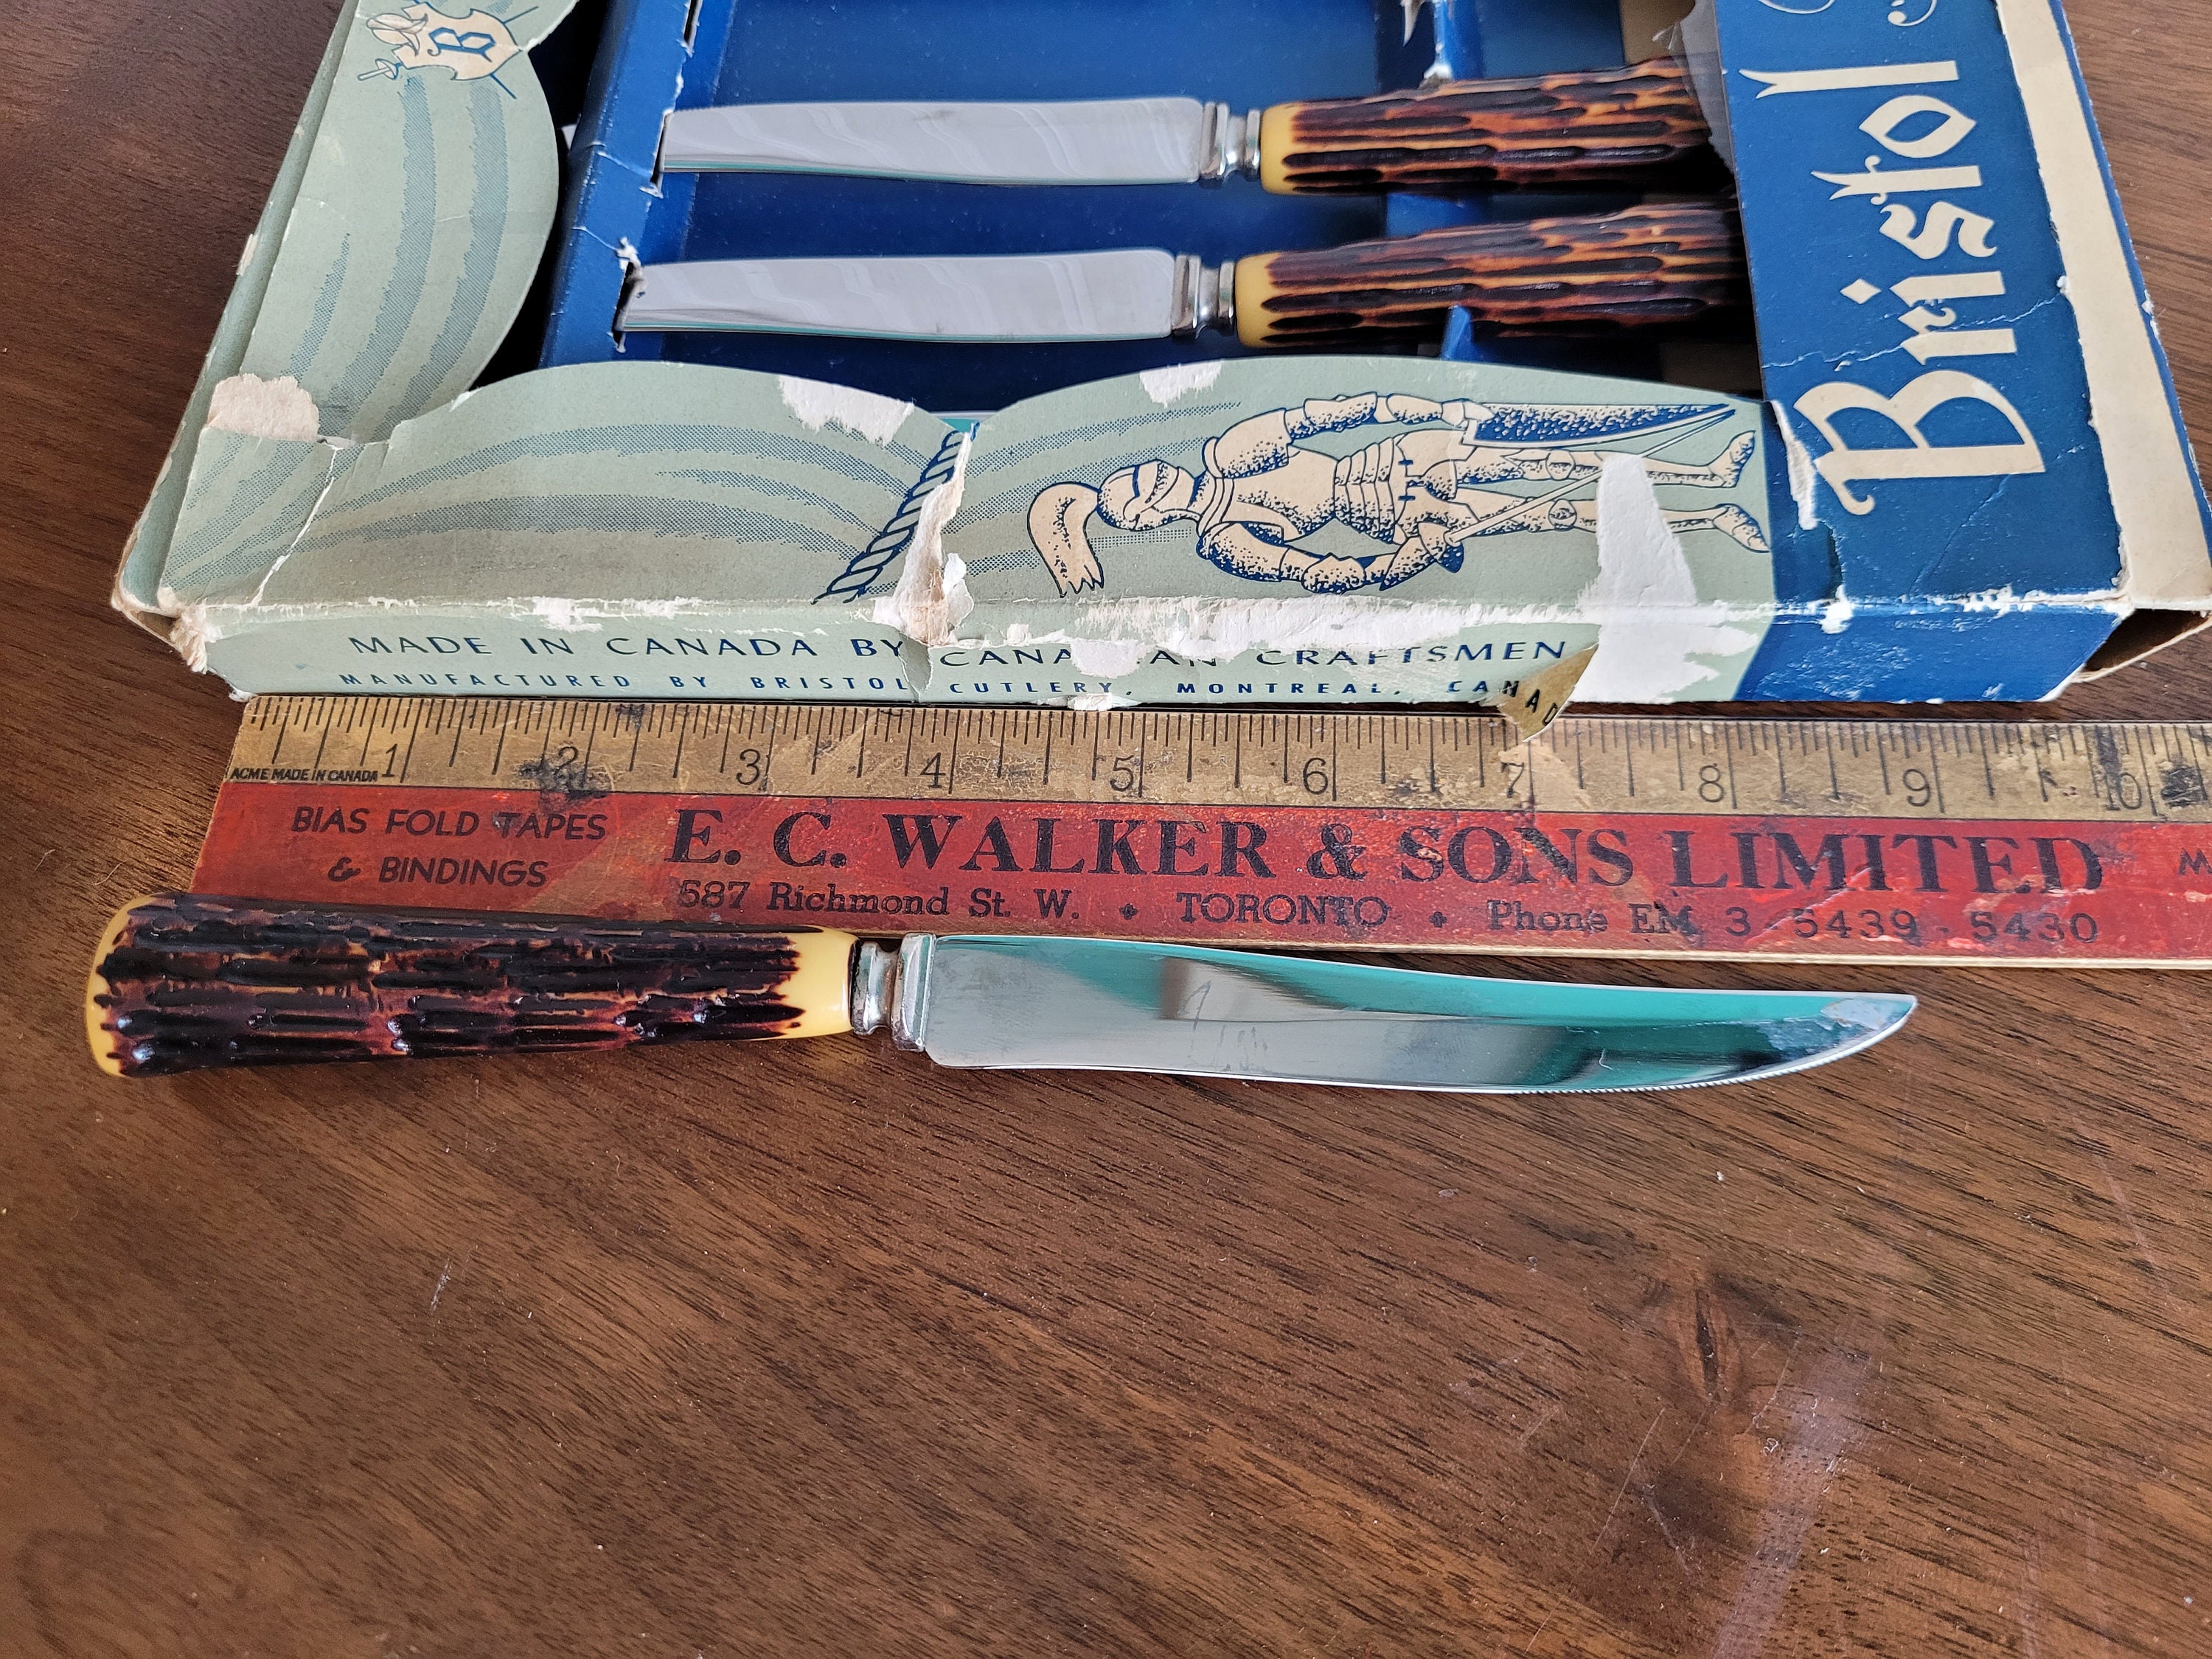 B
Bristol
MADE IN CANADA BY CANADIAN CRAFTSMEN
MANUFACTURED BY BRISTOL CUTLERY, MONTREAL, CANAD
1 2 3 4 5 6 7 8 9 10
ACME MADE IN CANADA
BIAS FOLD TAPES
& BINDINGS
E. C. WALKER & SONS LIMITED
587 Richmond St. W. • TORONTO • Phone EM. 3 - 5439 - 5430